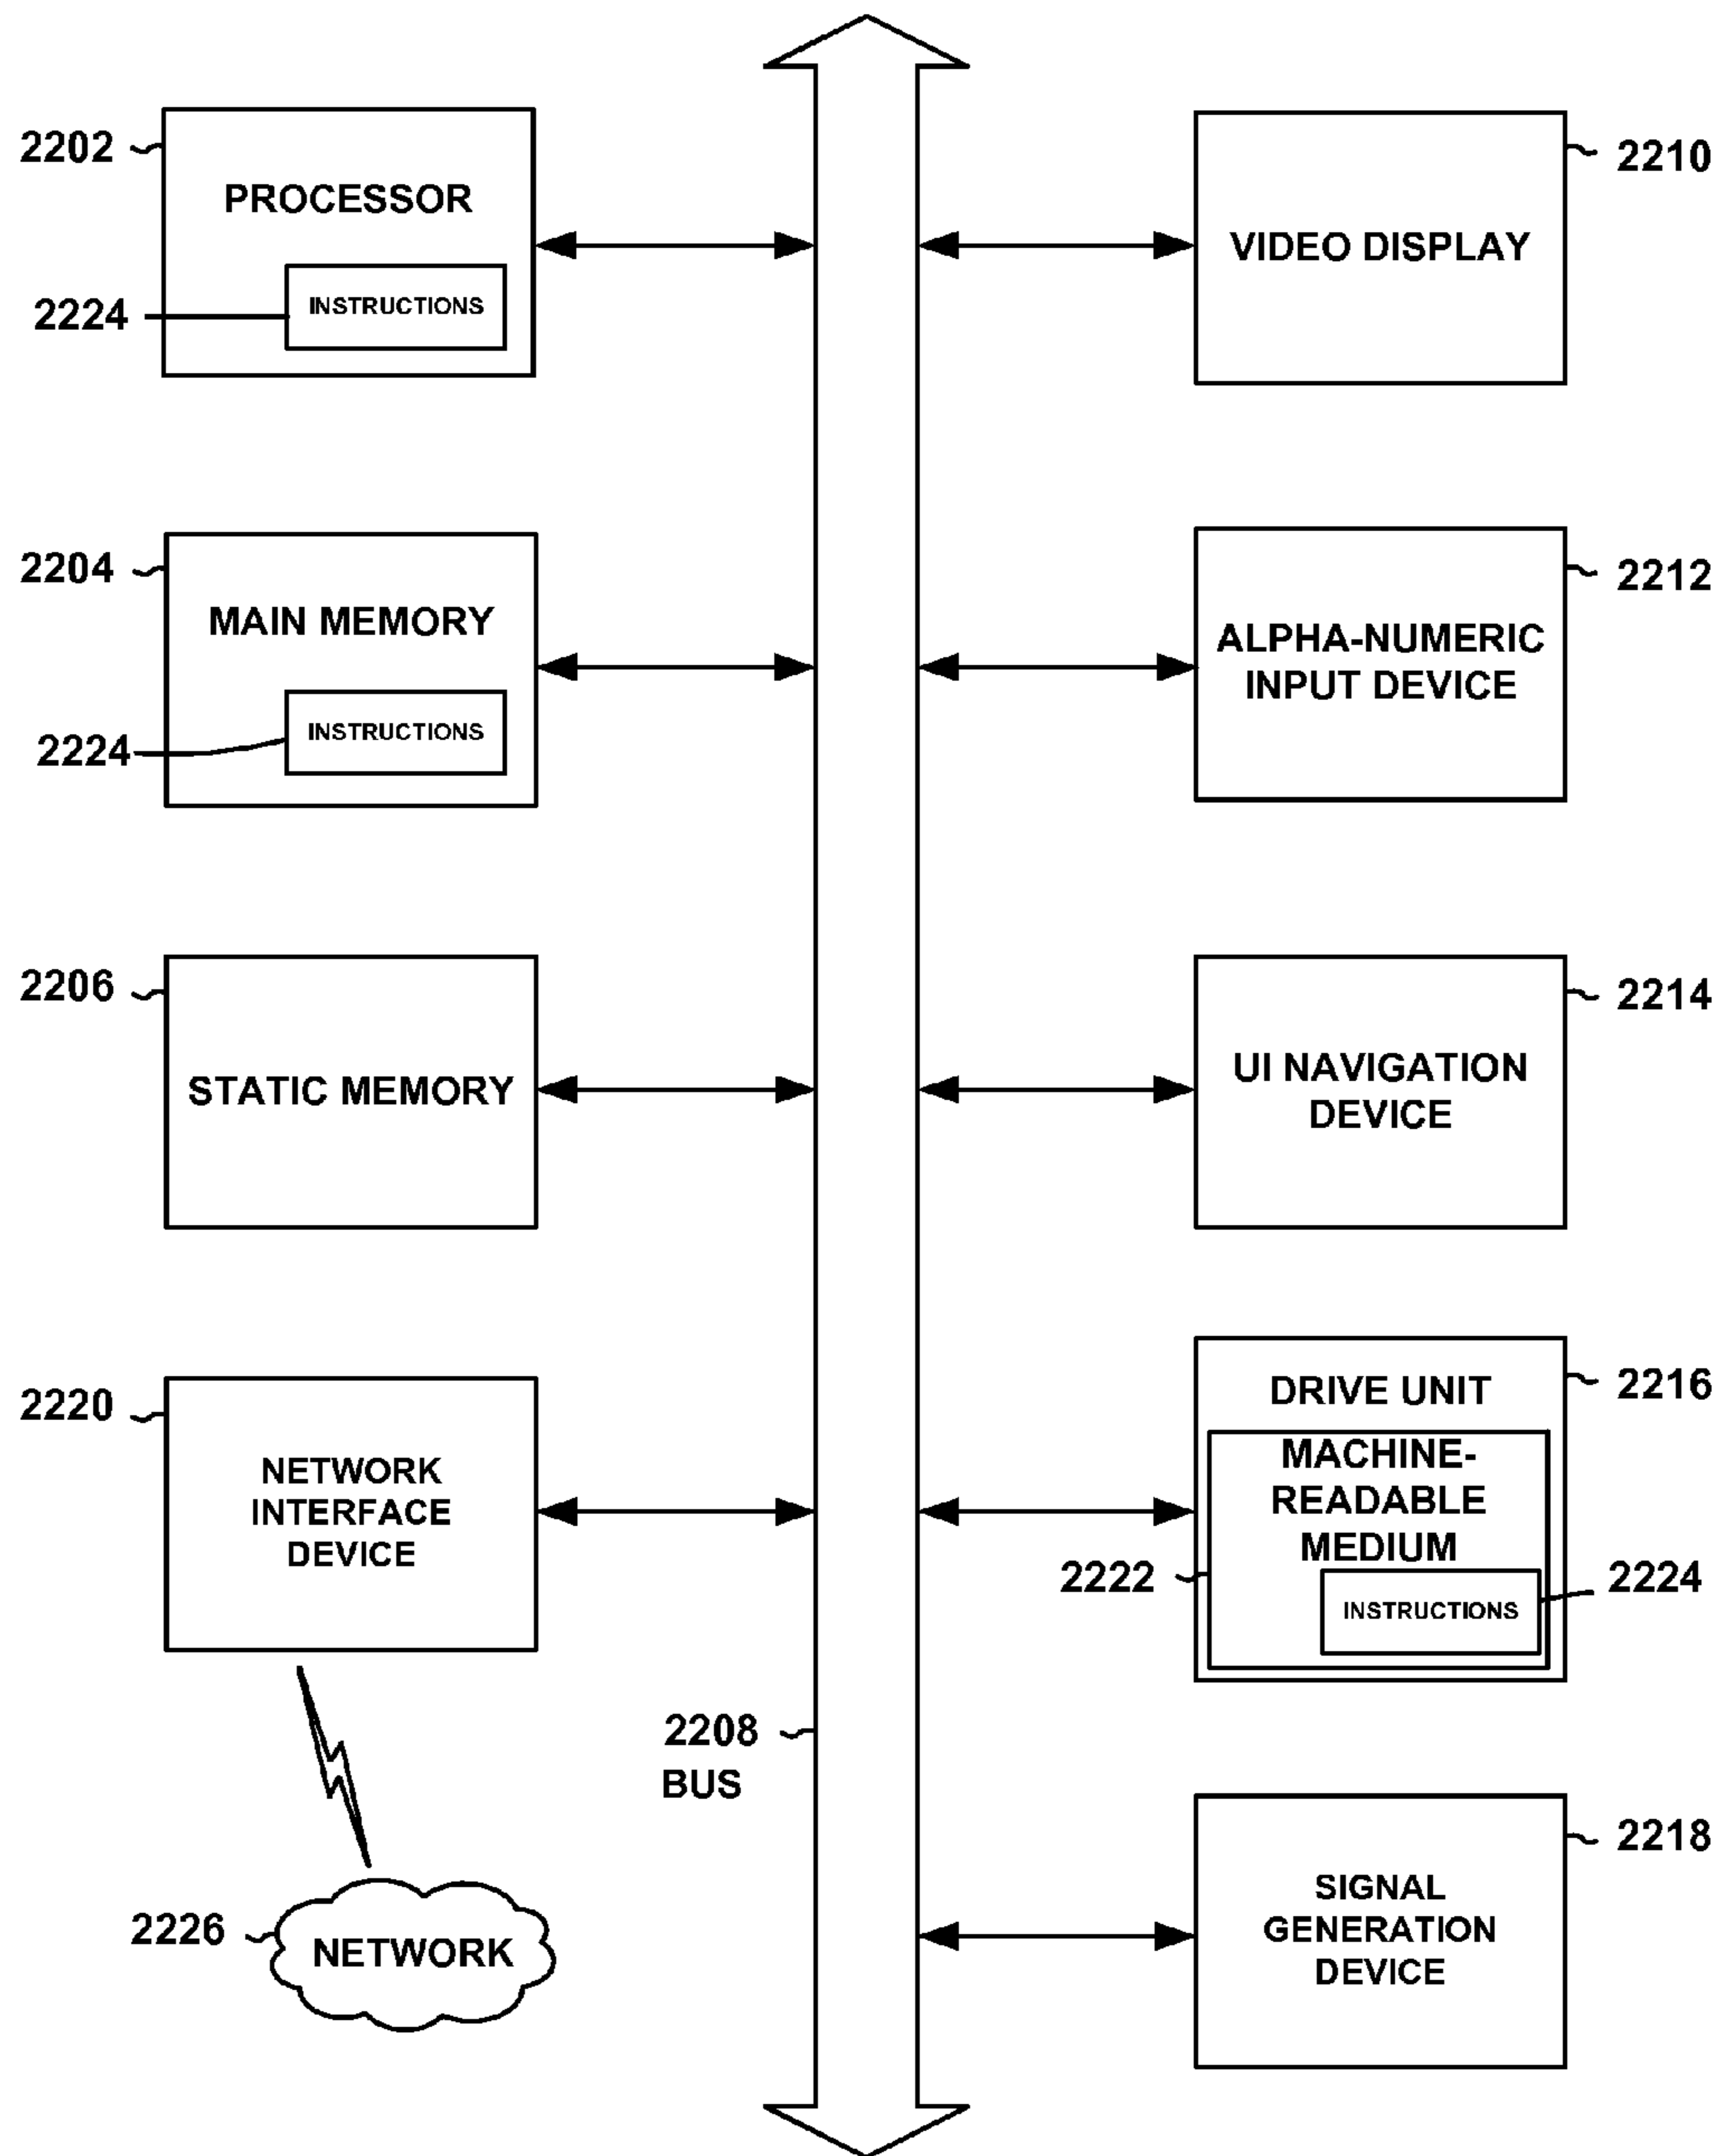 2202
PROCESSOR
2224
INSTRUCTIONS
2204
MAIN MEMORY
2224
INSTRUCTIONS
2206
STATIC MEMORY
2220
NETWORK
INTERFACE
DEVICE
2226
NETWORK
2208
BUS
2210
VIDEO DISPLAY
2212
ALPHA-NUMERIC
INPUT DEVICE
2214
UI NAVIGATION
DEVICE
2216
DRIVE UNIT
MACHINE-
READABLE
MEDIUM
2222
2224
INSTRUCTIONS
2218
SIGNAL
GENERATION
DEVICE